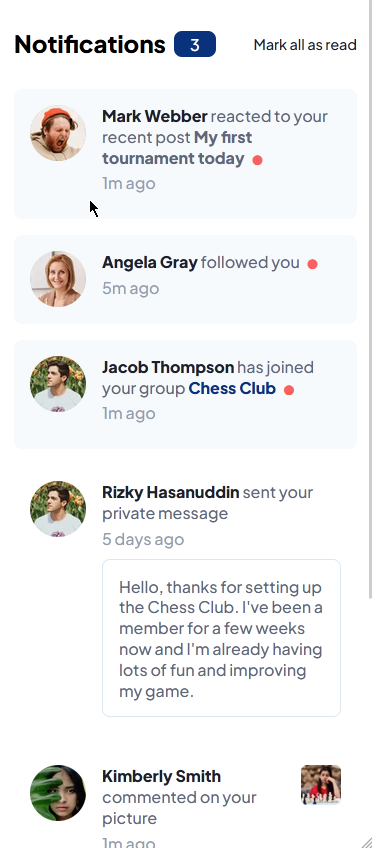 Notifications 3 Mark all as read
Mark Webber reacted to your
recent post My first
tournament today
1m ago
Angela Gray followed you
5m ago
Jacob Thompson has joined
your group Chess Club
1m ago
Rizky Hasanuddin sent your
private message
5 days ago
Hello, thanks for setting up
the Chess Club. I've been a
member for a few weeks
now and I'm already having
lots of fun and improving
my game.
Kimberly Smith
commented on your
picture
1m ago